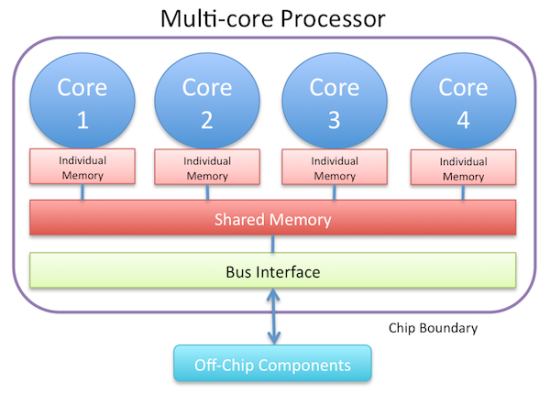 Multi-core Processor
Core
1
Core
2
Core
3
Core
4
Individual
Memory
Individual
Memory
Individual
Memory
Individual
Memory
Shared Memory
Bus Interface
Chip Boundary
Off-Chip Components